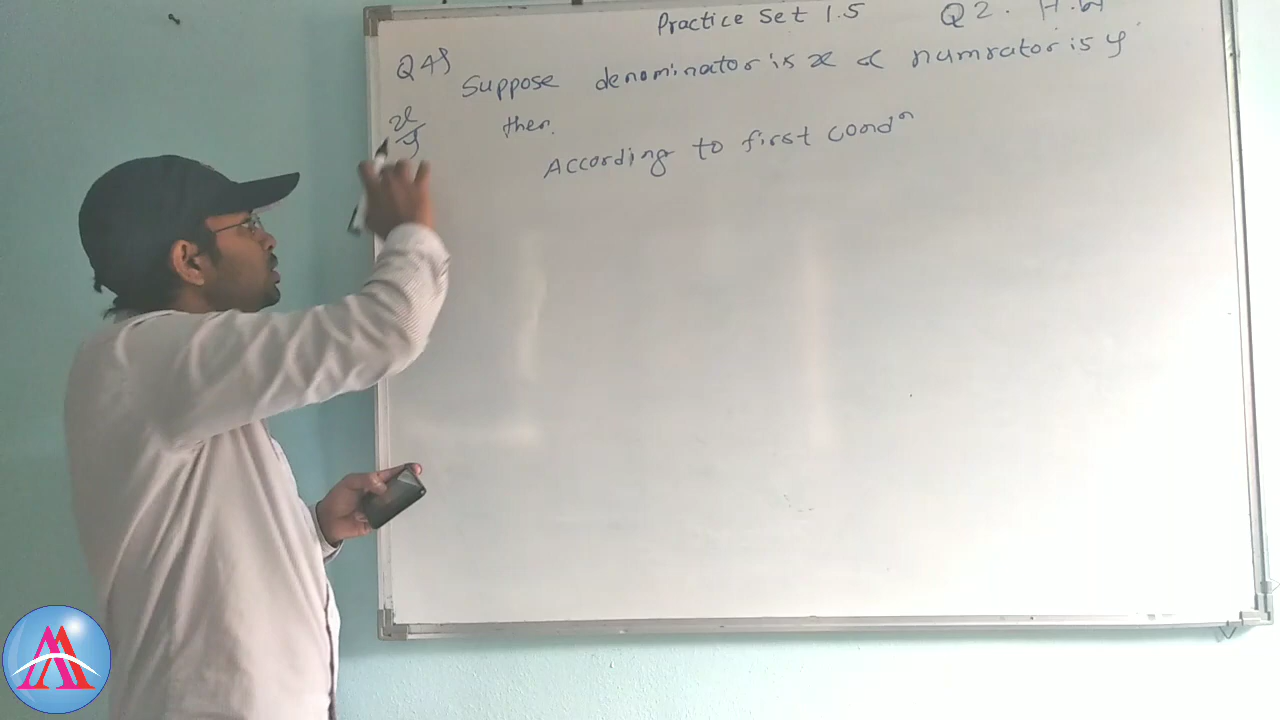 Practice Set 1.5 Q2. H.W
Q4)
Suppose denominator is x & numrator is y
x/y
then.
According to first condn